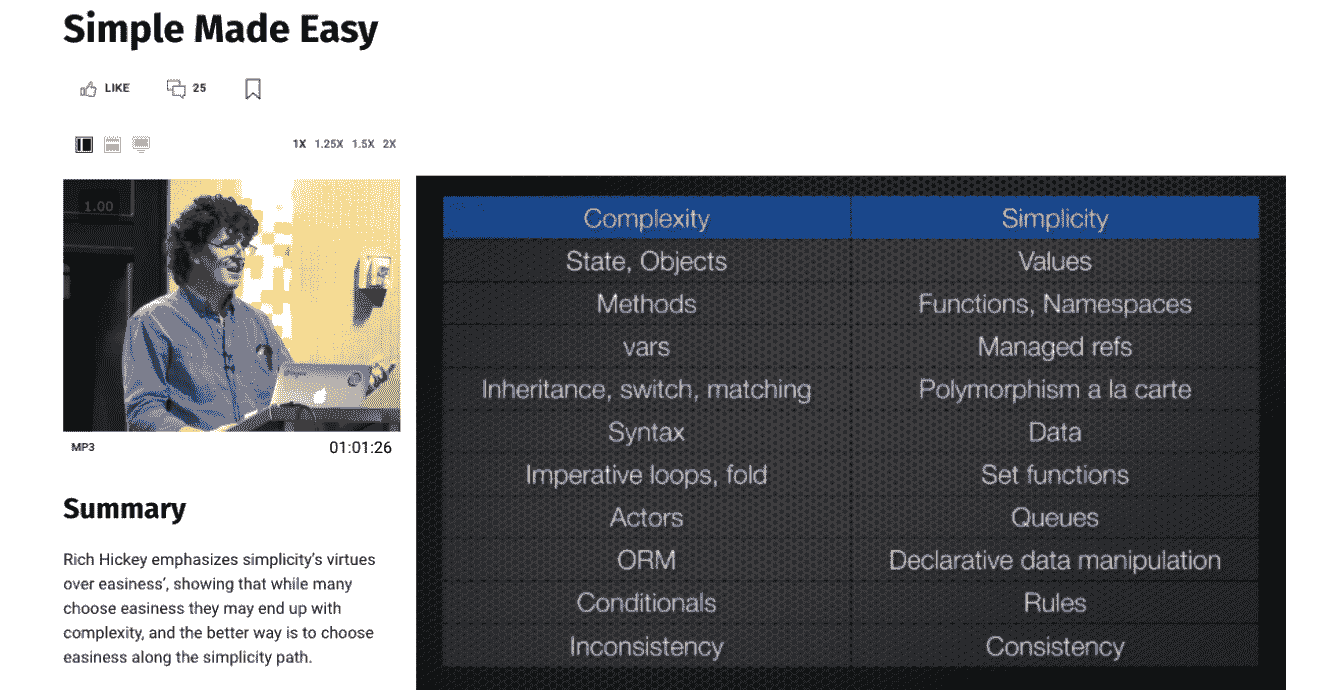 Simple Made Easy
LIKE 25
1X 1.25X 1.5X 2X
1.00
MP3 01:01:26
Summary
Rich Hickey emphasizes simplicity’s virtues
over easiness’, showing that while many
choose easiness they may end up with
complexity, and the better way is to choose
easiness along the simplicity path.
Complexity Simplicity
State, Objects Values
Methods Functions, Namespaces
vars Managed refs
Inheritance, switch, matching Polymorphism a la carte
Syntax Data
Imperative loops, fold Set functions
Actors Queues
ORM Declarative data manipulation
Conditionals Rules
Inconsistency Consistency